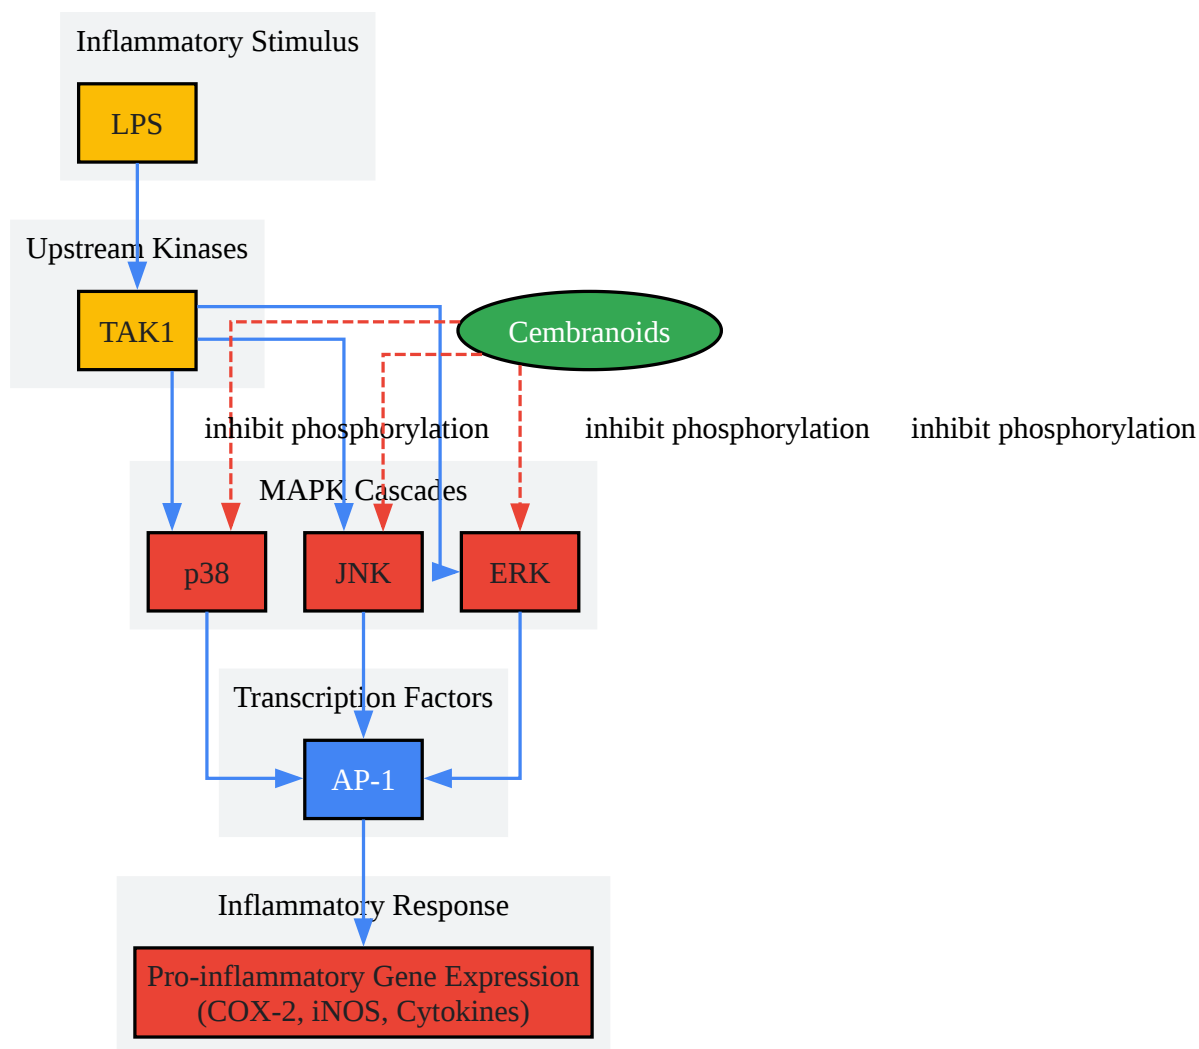 Inflammatory Stimulus
LPS
Upstream Kinases
TAK1
Cembranoids
inhibit phosphorylation
inhibit phosphorylation
inhibit phosphorylation
MAPK Cascades
p38
JNK
ERK
Transcription Factors
AP-1
Inflammatory Response
Pro-inflammatory Gene Expression
(COX-2, iNOS, Cytokines)